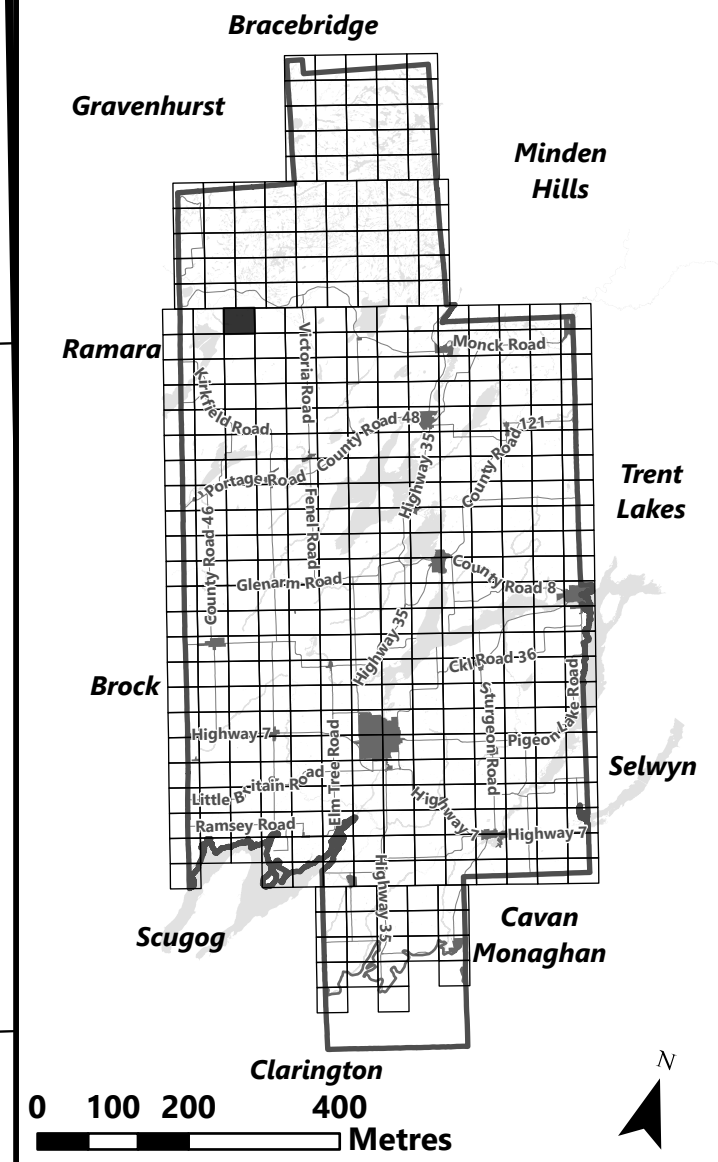 Bracebridge
Gravenhurst
Minden
Hills
Ramara
Victoria Road
Monck Road
Kirkfield Road
County Road 48
Highway 35
County Road 121
Portage Road
Trent
Lakes
County Road 46
Fenel Road
Glenarm Road
County Road 8
Highway 35
Ckl Road 36
Brock
Sturgeon Road
Pigeon Lake Road
Highway 7
Elm Tree Road
Selwyn
Little Britain Road
Highway 7
Ramsey Road
Highway 7
Highway 35
Scugog
Cavan
Monaghan
Clarington
N
0 100 200 400
Metres